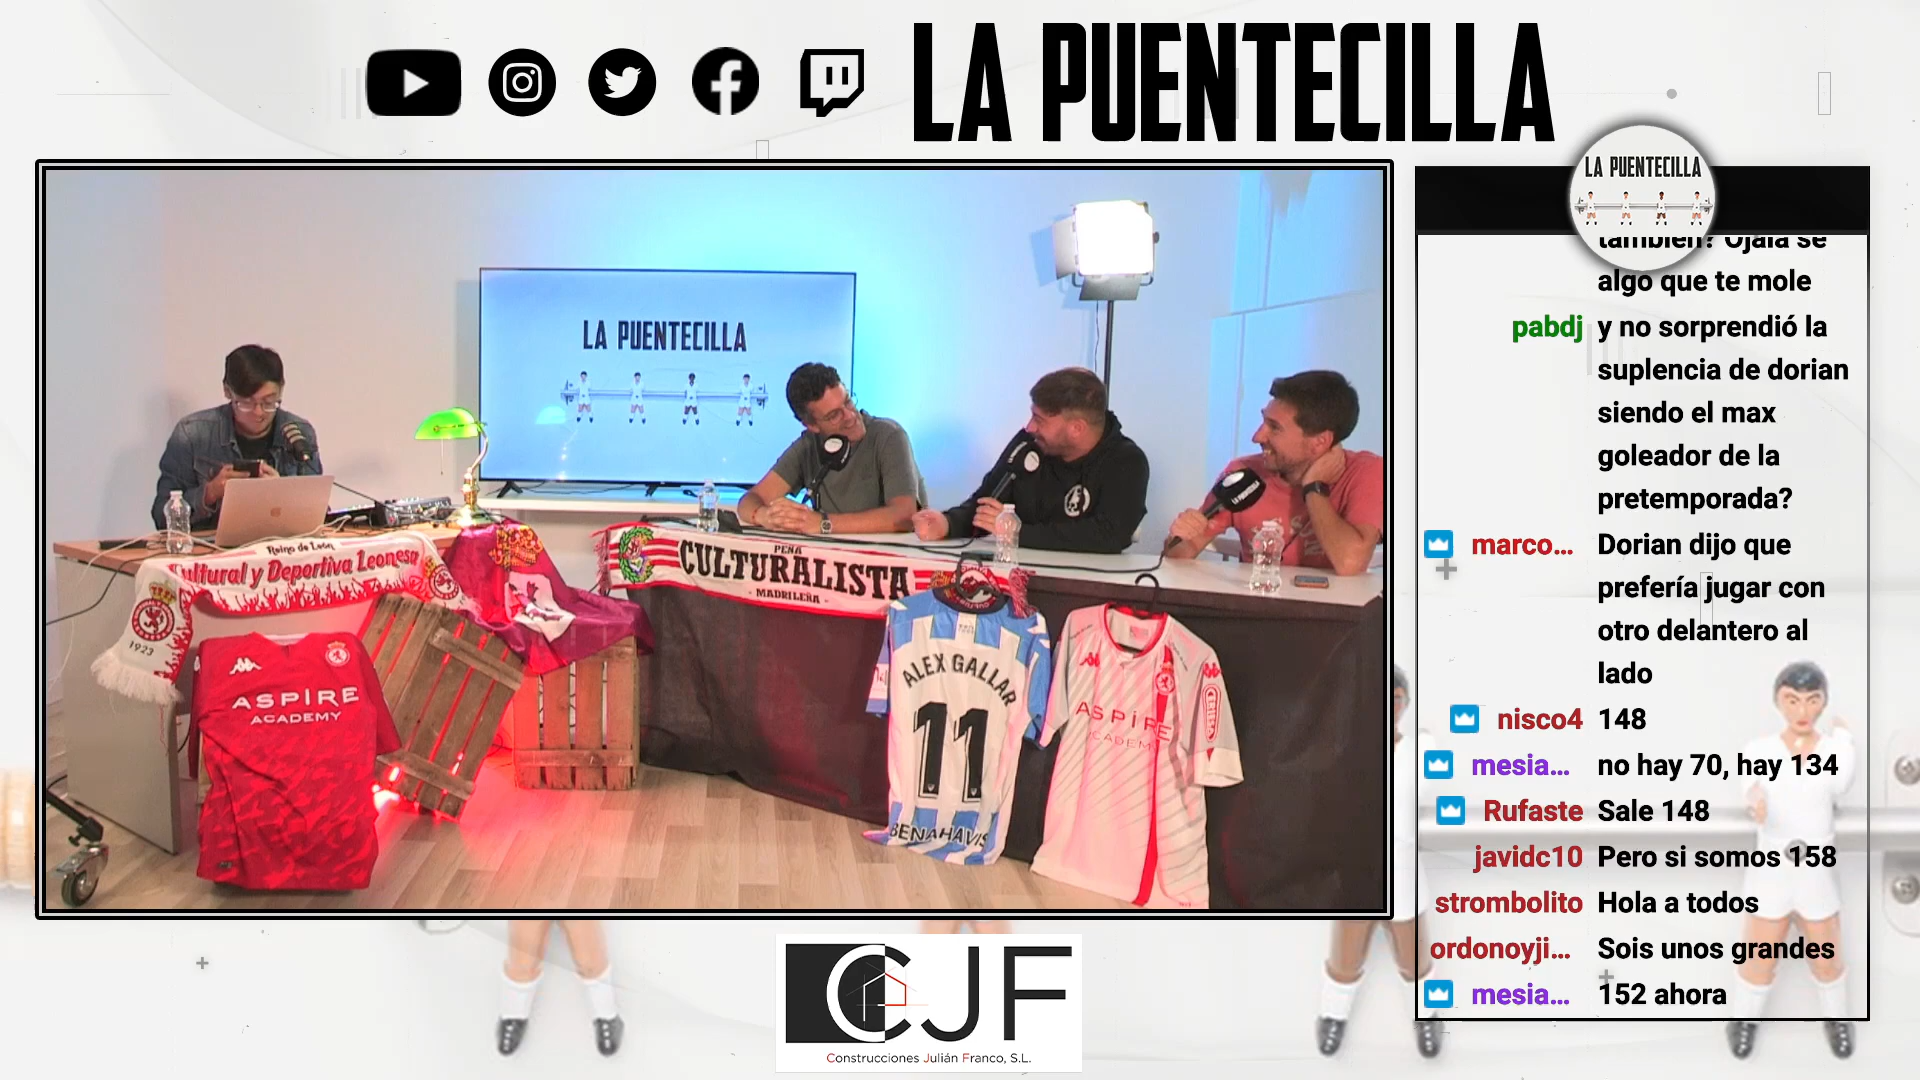 LA PUENTECILLA
LA PUENTECILLA
también? Ojalá se
algo que te mole
pabdj y no sorprendió la
suplencia de dorian
siendo el max
goleador de la
pretemporada?
marco... Dorian dijo que
prefería jugar con
otro delantero al
lado
nisco4 148
mesia... no hay 70, hay 134
Rufaste Sale 148
javidc10 Pero si somos 158
strombolito Hola a todos
ordonoyji... Sois unos grandes
mesia... 152 ahora
LA PUENTECILLA
Reino de León
Cultural y Deportiva Leonesa
1923
PEÑA
CULTURALISTA
- MADRILEÑA -
ASPIRE
ACADEMY
ALEX GALLAR
11
BENAHAVIS
ASPIRE
ACADEMY
CJF
Construcciones Julián Franco, S.L.